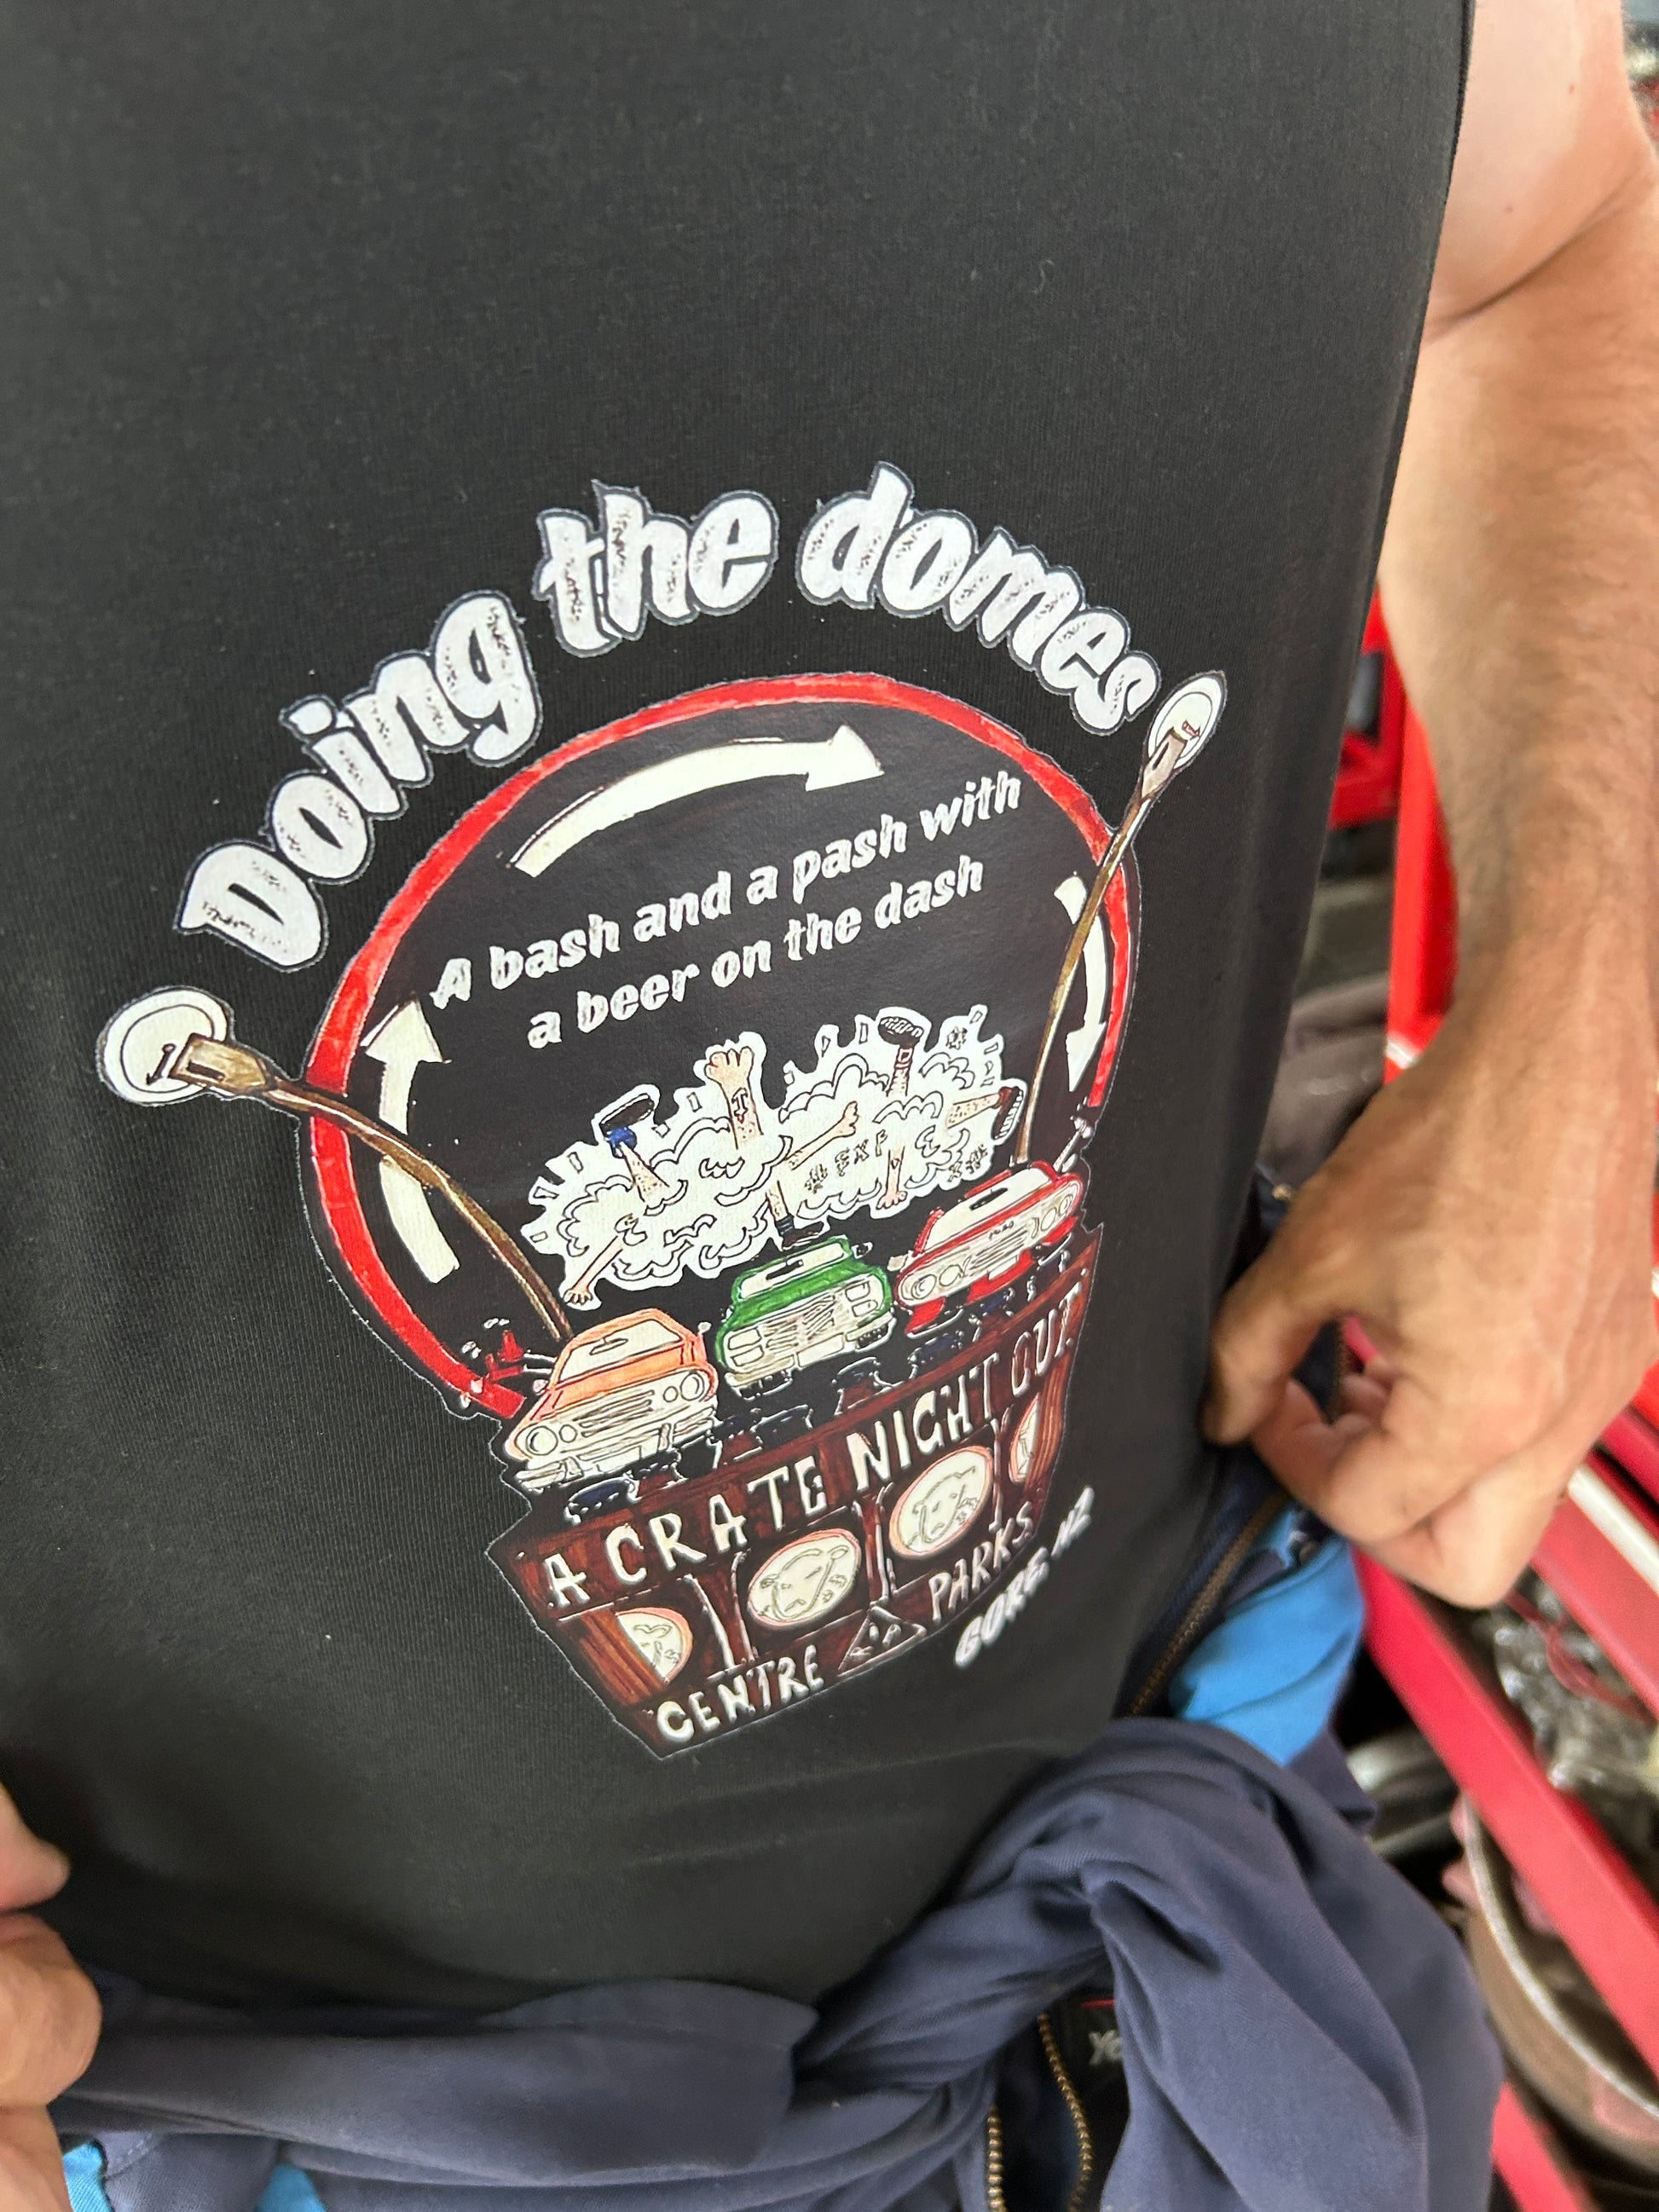 Doing the domes
A bash and a pash with
a beer on the dash
A CRATE NIGHT OUT
CENTRE PARKS
GORE NZ